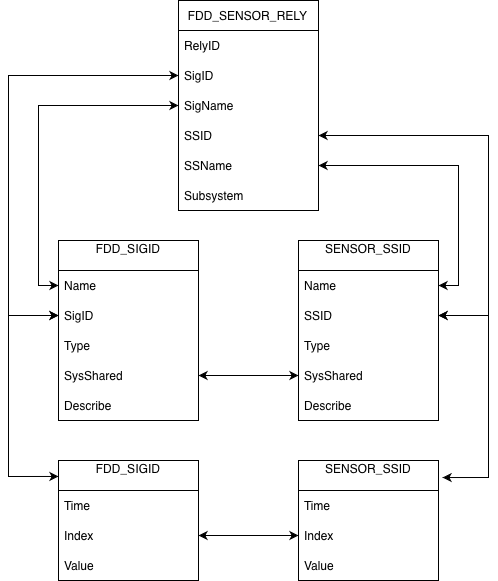 FDD_SENSOR_RELY
RelyID
SigID
SigName
SSID
SSName
Subsystem
FDD_SIGID
Name
SigID
Type
SysShared
Describe
SENSOR_SSID
Name
SSID
Type
SysShared
Describe
FDD_SIGID
Time
Index
Value
SENSOR_SSID
Time
Index
Value